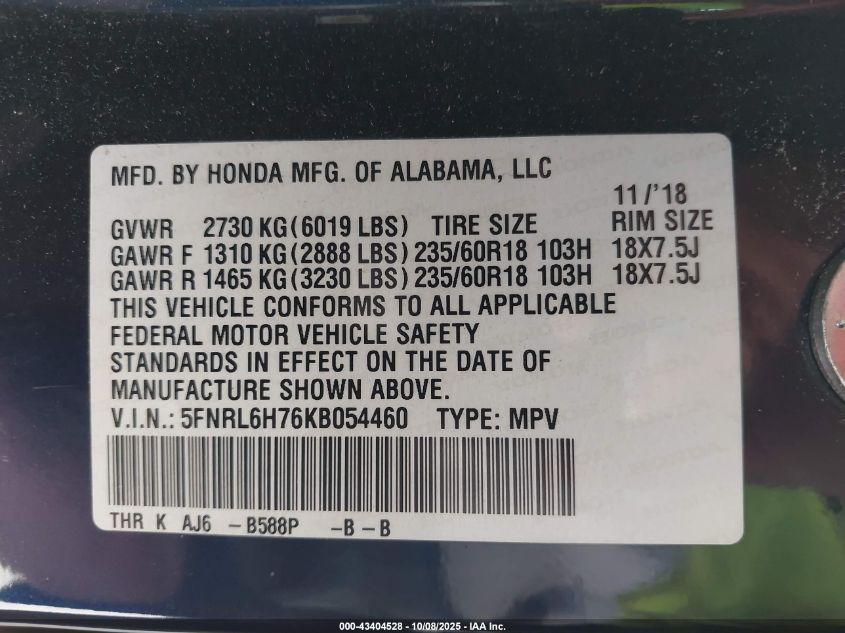 MFD. BY HONDA MFG. OF ALABAMA, LLC
11/'18
GVWR 2730 KG(6019 LBS) TIRE SIZE RIM SIZE
GAWR F 1310 KG(2888 LBS) 235/60R18 103H 18X7.5J
GAWR R 1465 KG(3230 LBS) 235/60R18 103H 18X7.5J
THIS VEHICLE CONFORMS TO ALL APPLICABLE
FEDERAL MOTOR VEHICLE SAFETY
STANDARDS IN EFFECT ON THE DATE OF
MANUFACTURE SHOWN ABOVE.
V.I.N.: 5FNRL6H76KB054460 TYPE: MPV
THR K AJ6 -B588P -B-B
000-43404528 - 10/08/2025 - IAA Inc.